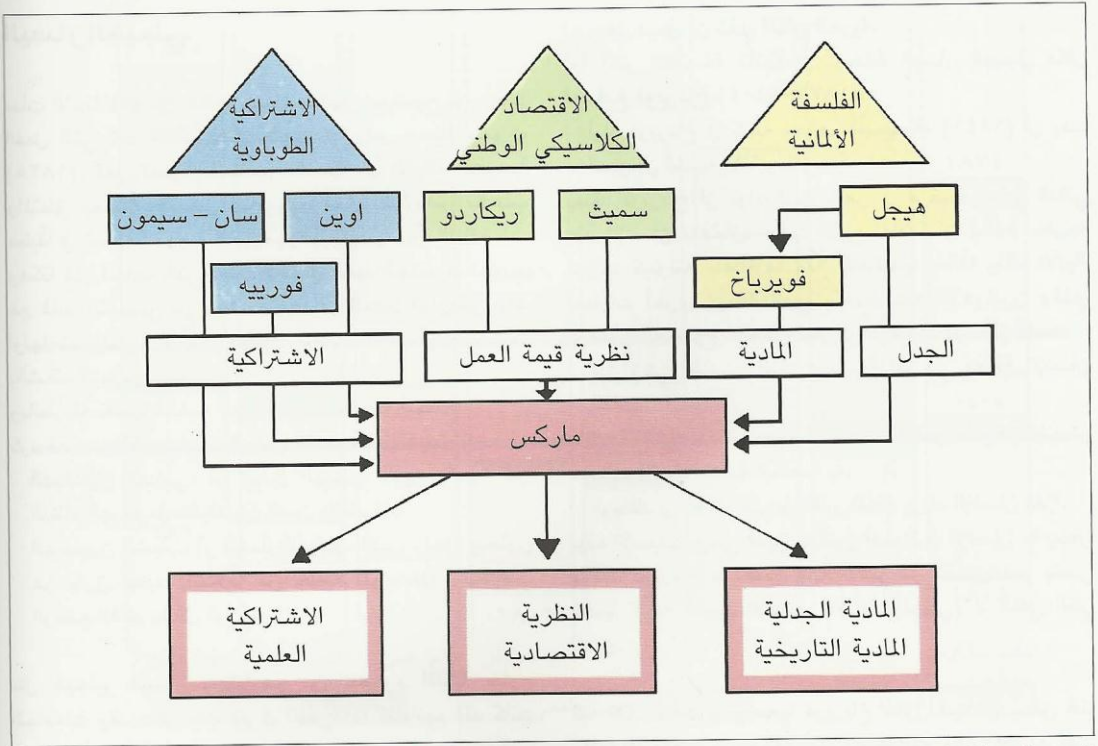 الفلسفة
الألمانية
الاقتصاد
الكلاسيكي الوطني
الاشتراكية
الطوباوية
هيجل
سميث
ريكاردو
اوين
سان - سيمون
فويرباخ
فورييه
الجدل
المادية
نظرية قيمة العمل
الاشتراكية
ماركس
المادية الجدلية
المادية التاريخية
النظرية
الاقتصادية
الاشتراكية
العلمية